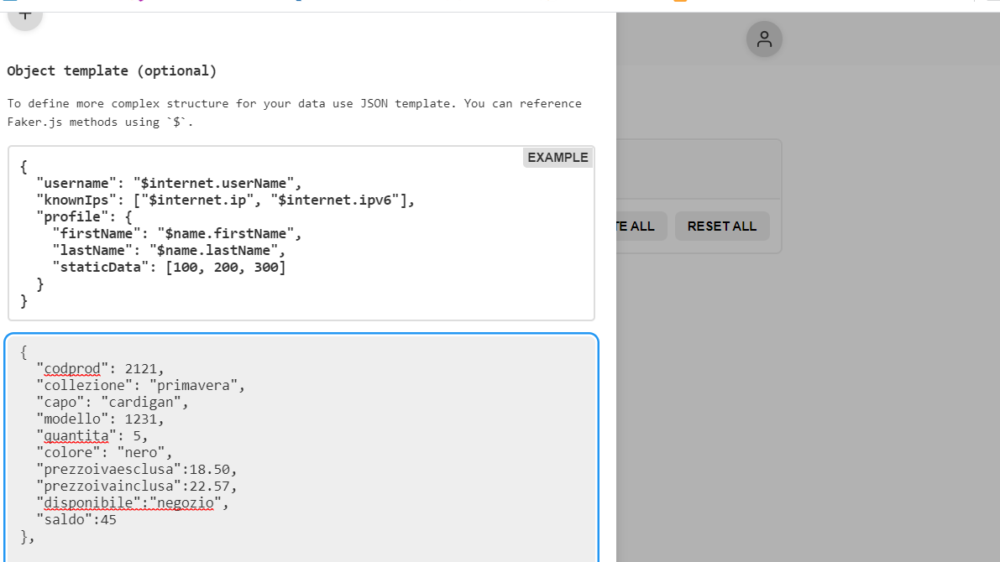 Object template (optional)
To define more complex structure for your data use JSON template. You can reference
Faker.js methods using `$`.
EXAMPLE
{
  "username": "$internet.userName",
  "knownIps": ["$internet.ip", "$internet.ipv6"],
  "profile": {
    "firstName": "$name.firstName",
    "lastName": "$name.lastName",
    "staticData": [100, 200, 300]
  }
}
TE ALL
RESET ALL
{
  "codprod": 2121,
  "collezione": "primavera",
  "capo": "cardigan",
  "modello": 1231,
  "quantita": 5,
  "colore": "nero",
  "prezzoivaesclusa":18.50,
  "prezzoivainclusa":22.57,
  "disponibile":"negozio",
  "saldo":45
},